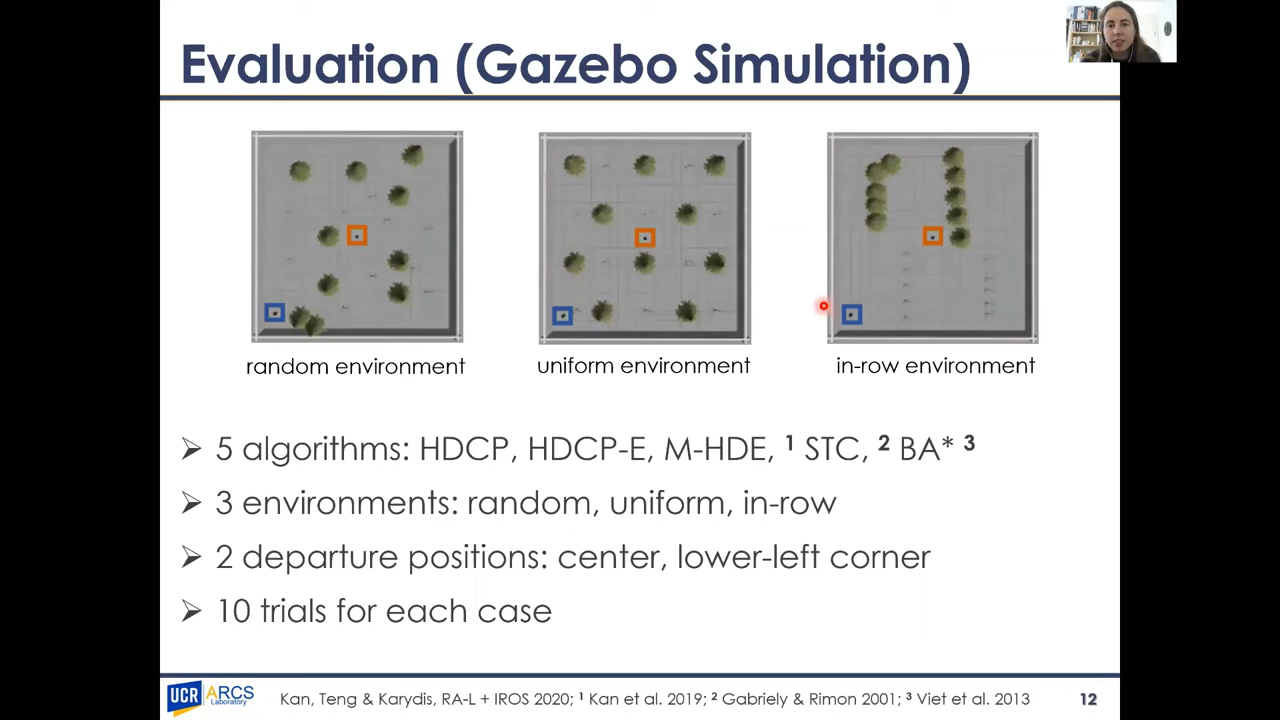 Evaluation (Gazebo Simulation)
random environment
uniform environment
in-row environment
➢ 5 algorithms: HDCP, HDCP-E, M-HDE, ¹ STC, ² BA* ³
➢ 3 environments: random, uniform, in-row
➢ 2 departure positions: center, lower-left corner
➢ 10 trials for each case
UCR ARCS
Laboratory
Kan, Teng & Karydis, RA-L + IROS 2020; ¹ Kan et al. 2019; ² Gabriely & Rimon 2001; ³ Viet et al. 2013
12